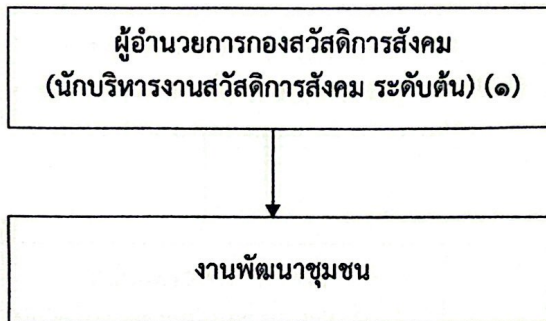 ผู้อำนวยการกองสวัสดิการสังคม
(นักบริหารงานสวัสดิการสังคม ระดับต้น) (๑)
งานพัฒนาชุมชน